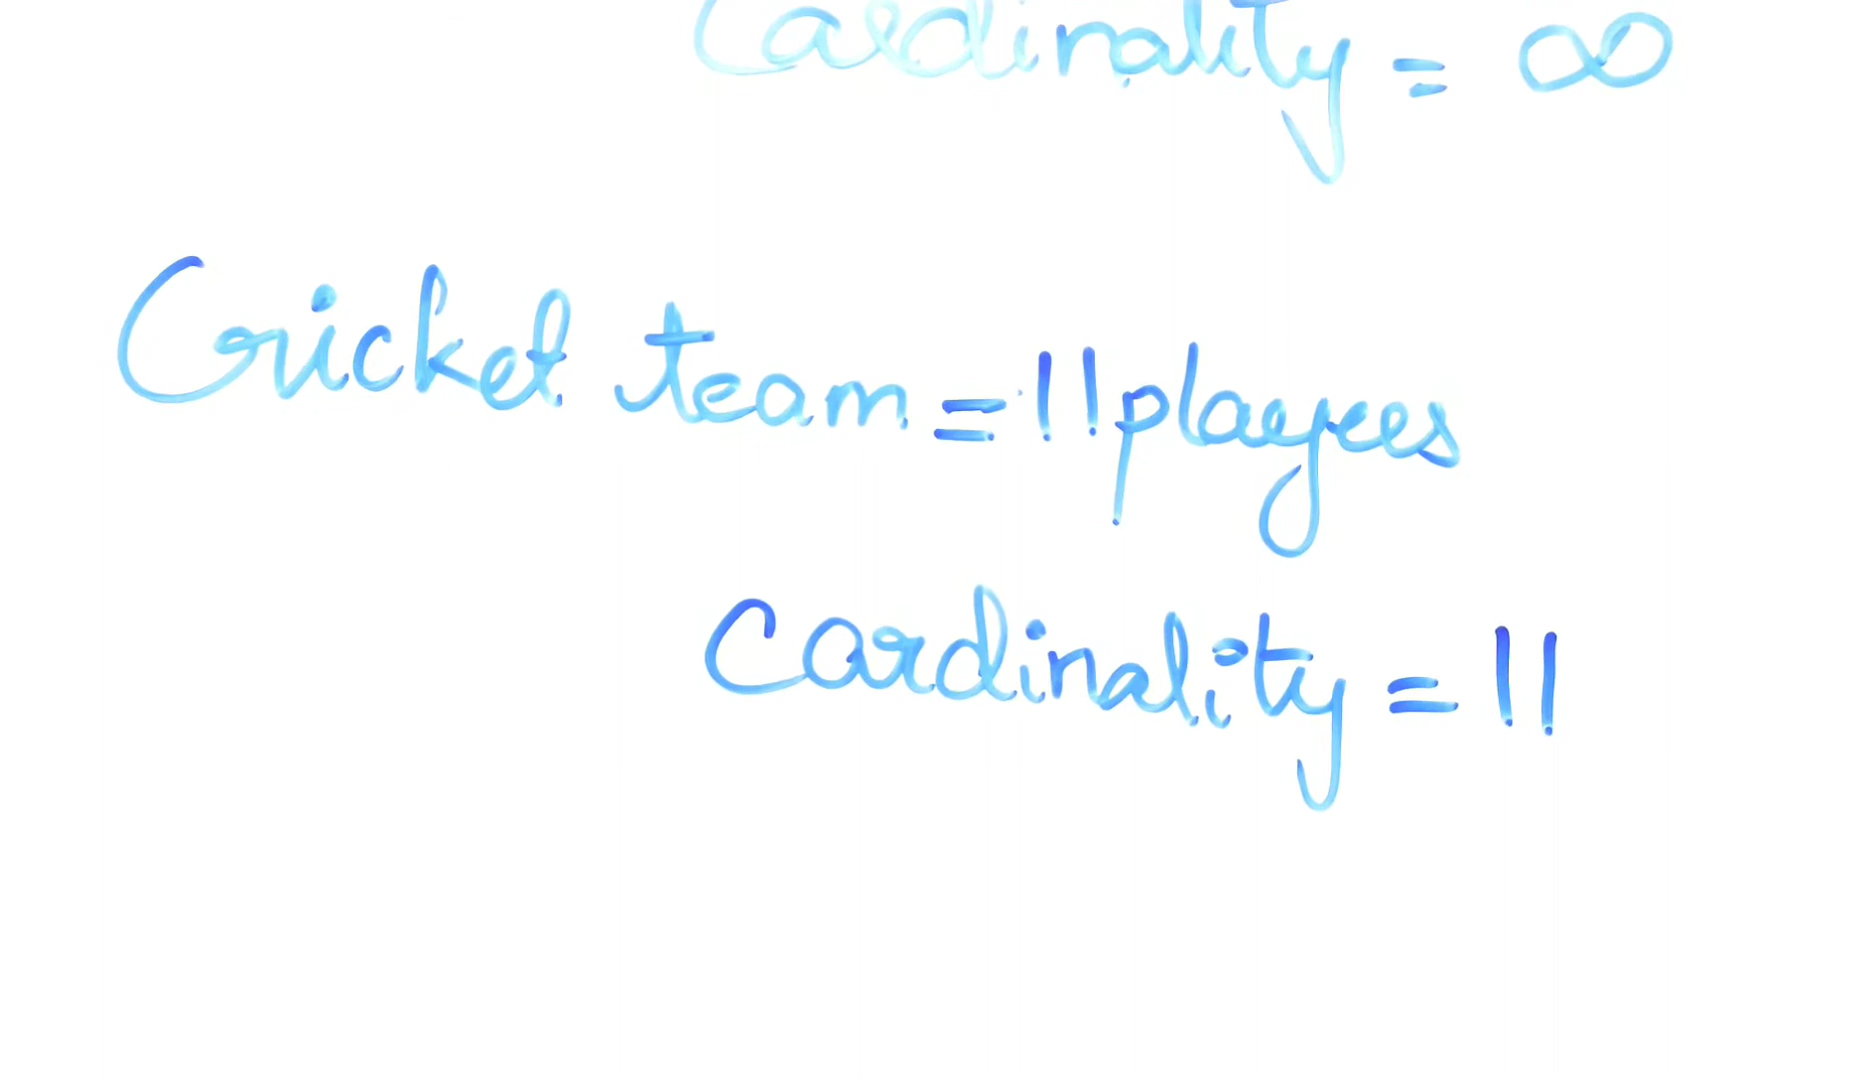 Cardinality = ∞
Cricket team = 11 players
Cardinality = 11